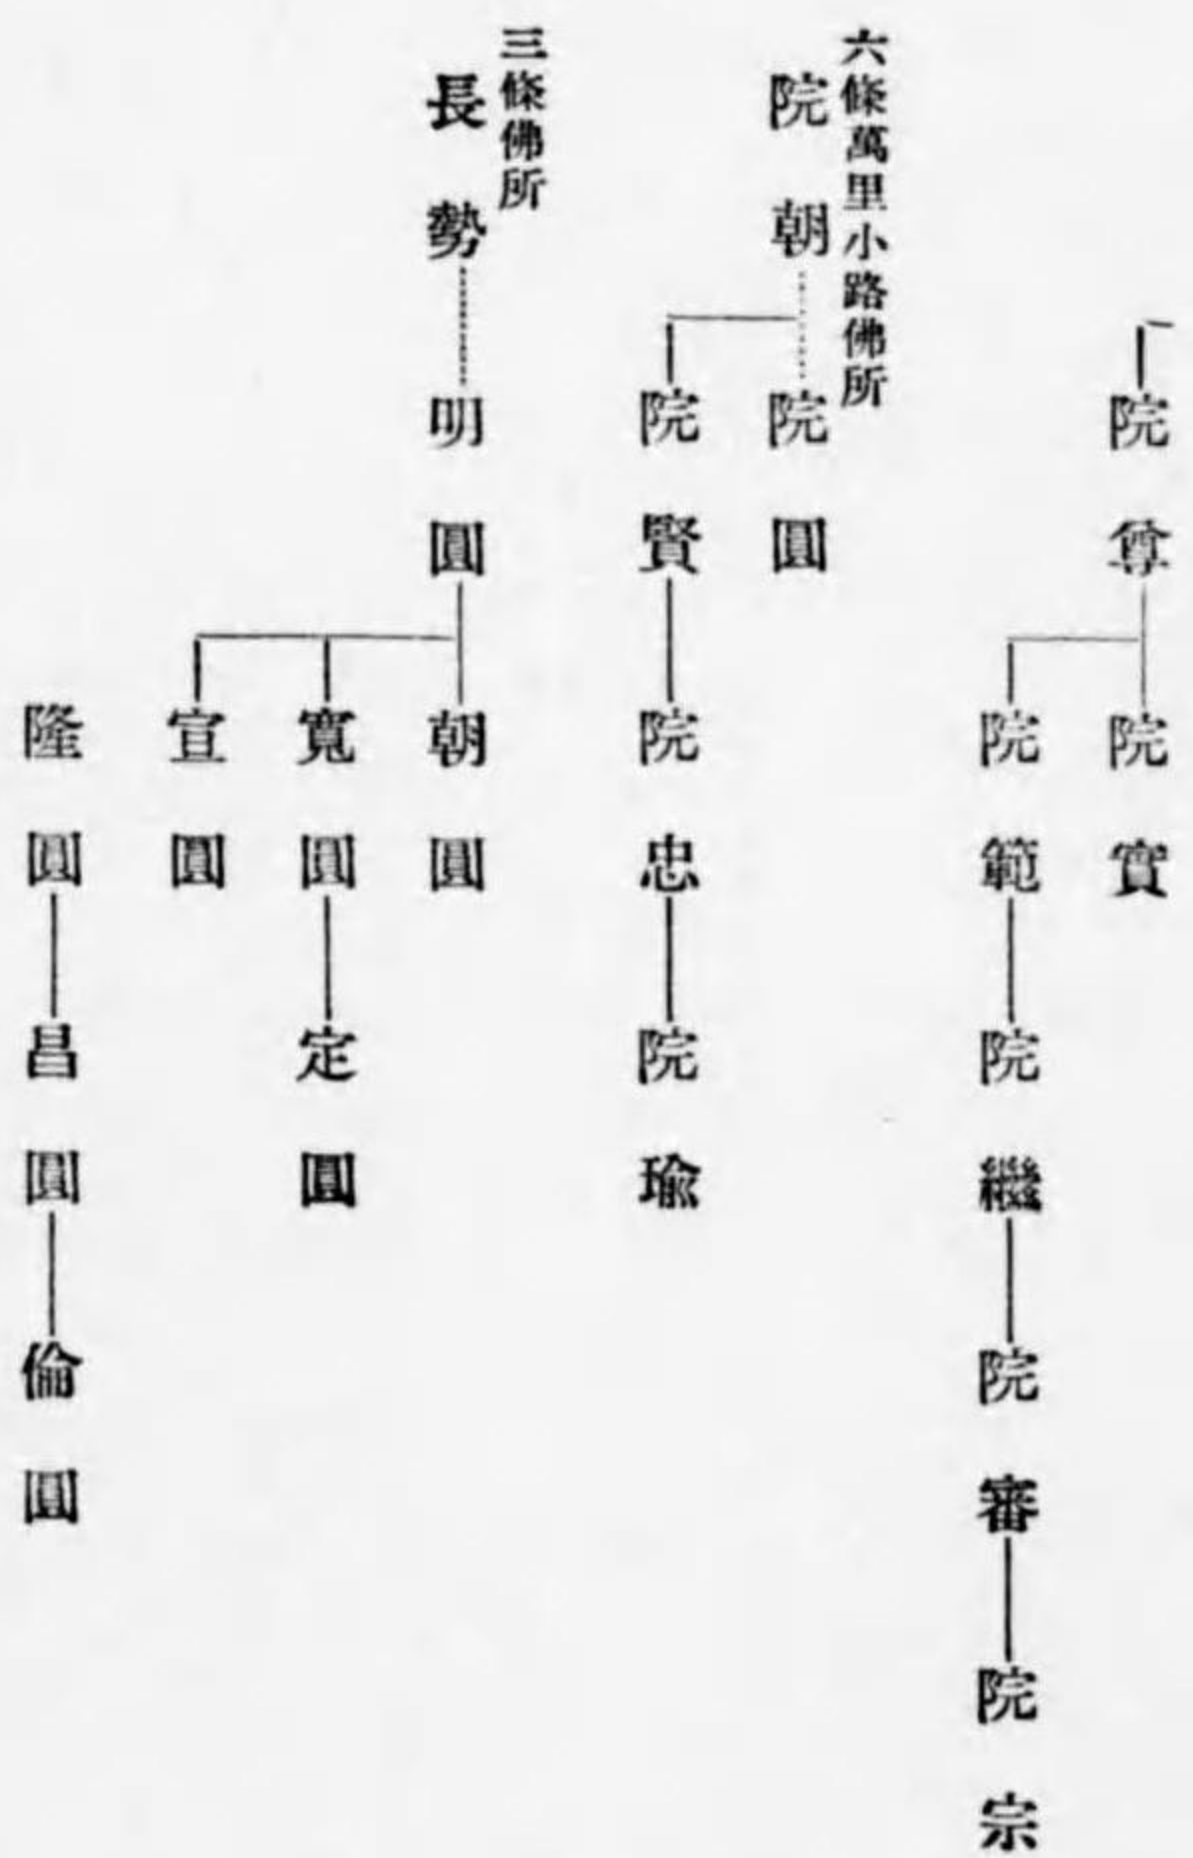 院尊
院實
院範
院繼
院審
院宗
六條萬里小路佛所
院朝
院圓
院賢
院忠
院瑜
三條佛所
長勢
明圓
朝圓
寬圓
定圓
宣圓
隆圓
昌圓
倫圓